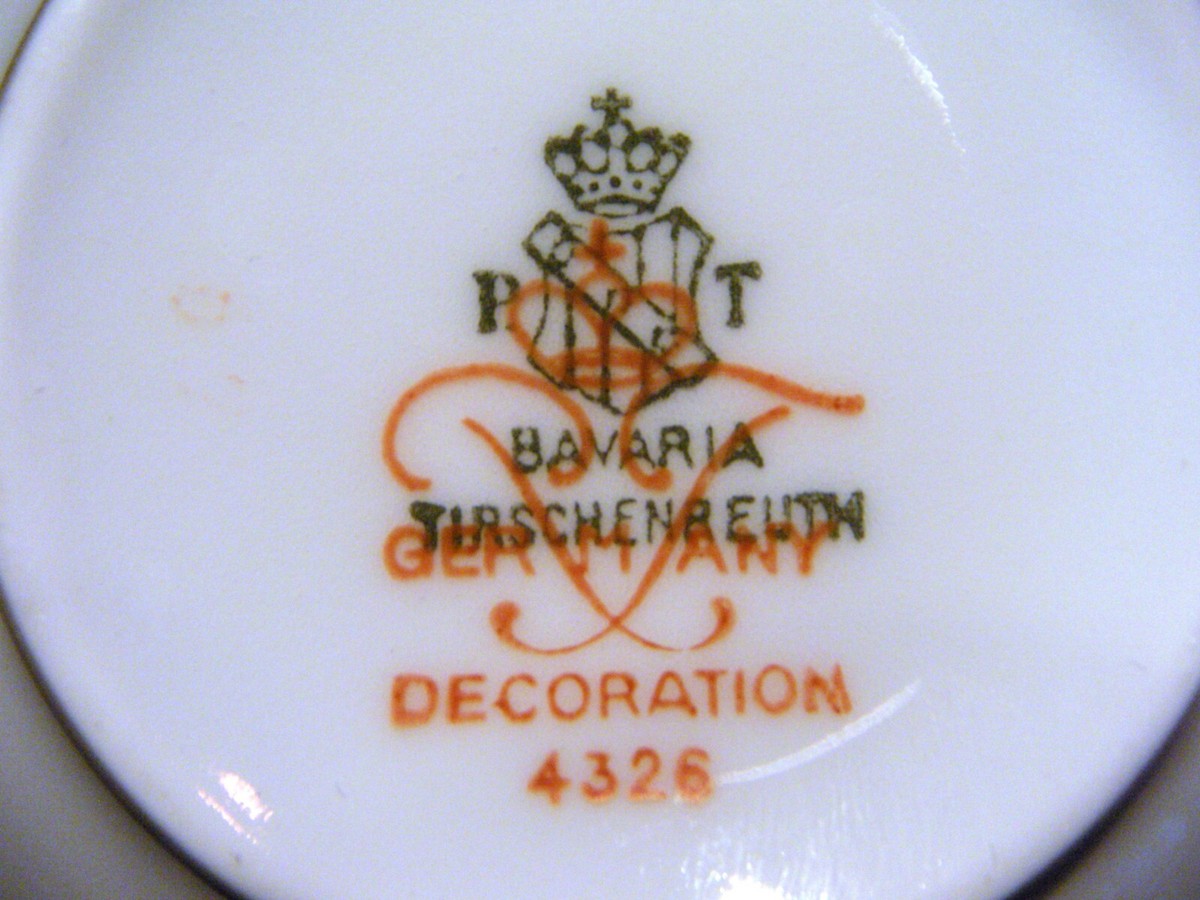 P T
BAVARIA
TIRSCHENREUTH
GERMANY
DECORATION
4326